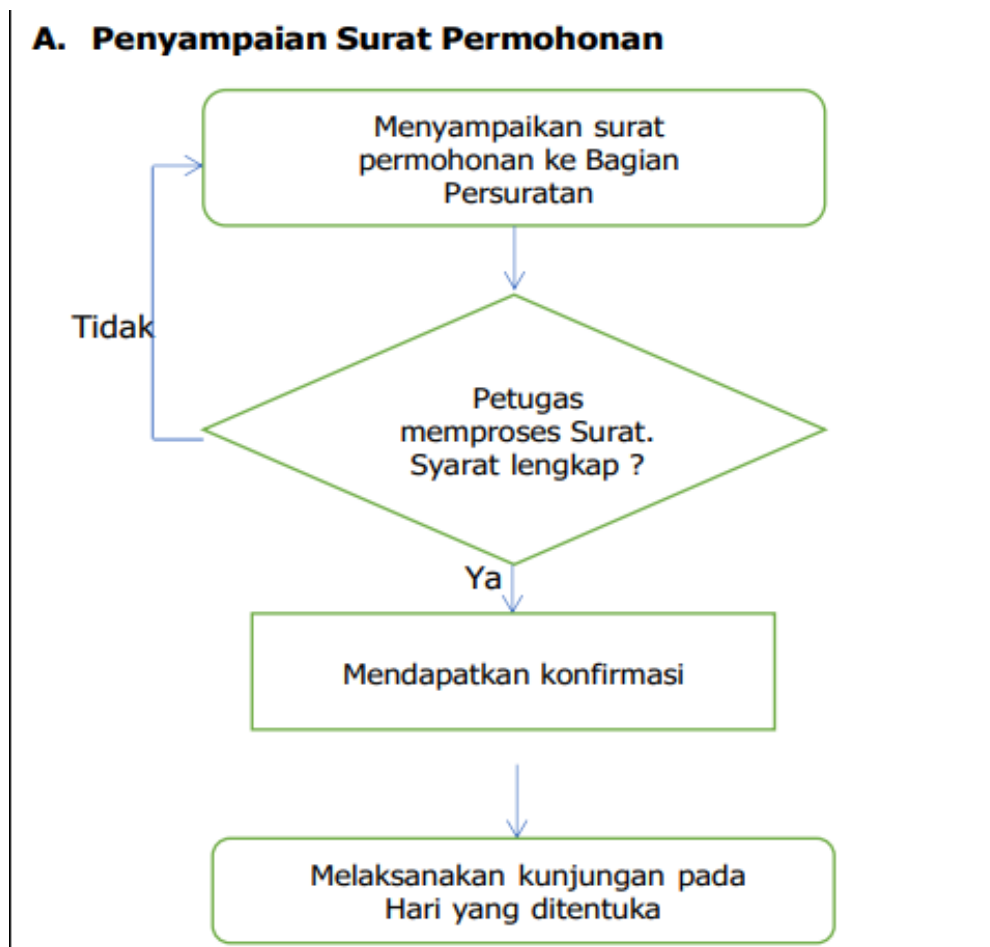 A. Penyampaian Surat Permohonan
Menyampaikan surat
permohonan ke Bagian
Persuratan
Tidak
Petugas
memproses Surat.
Syarat lengkap ?
Ya
Mendapatkan konfirmasi
Melaksanakan kunjungan pada
Hari yang ditentuka